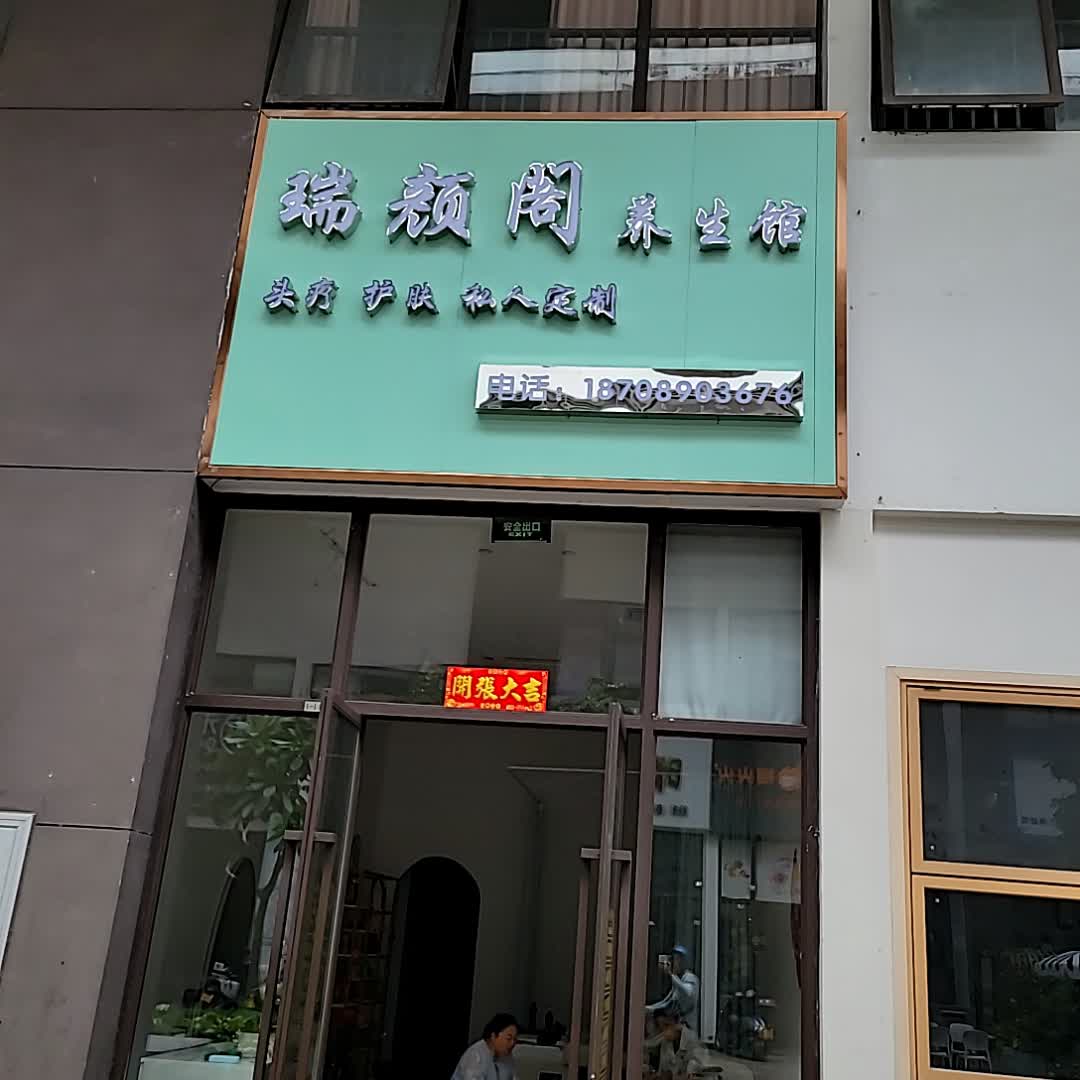 瑞颜阁 养生馆
头疗 护肤 私人定制
电话：18708903676
安全出口
EXIT
開張大吉